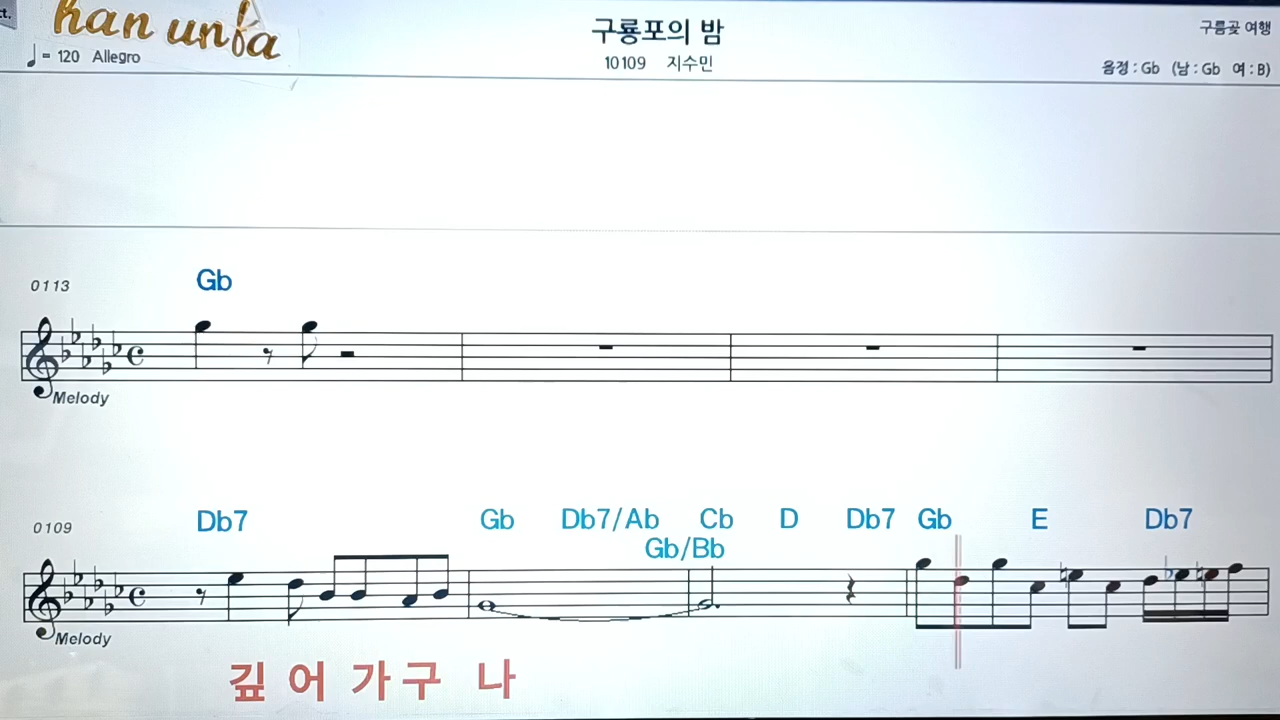 ct.
han unfa
구룡포의 밤
구름곶 여행
♩= 120 Allegro
10109 지수민
음정 : Gb (남 : Gb 여 : B)
Gb
0113
Melody
Db7 Gb Db7/Ab Cb D Db7 Gb E Db7
Gb/Bb
0109
Melody
깊 어 가 구 나